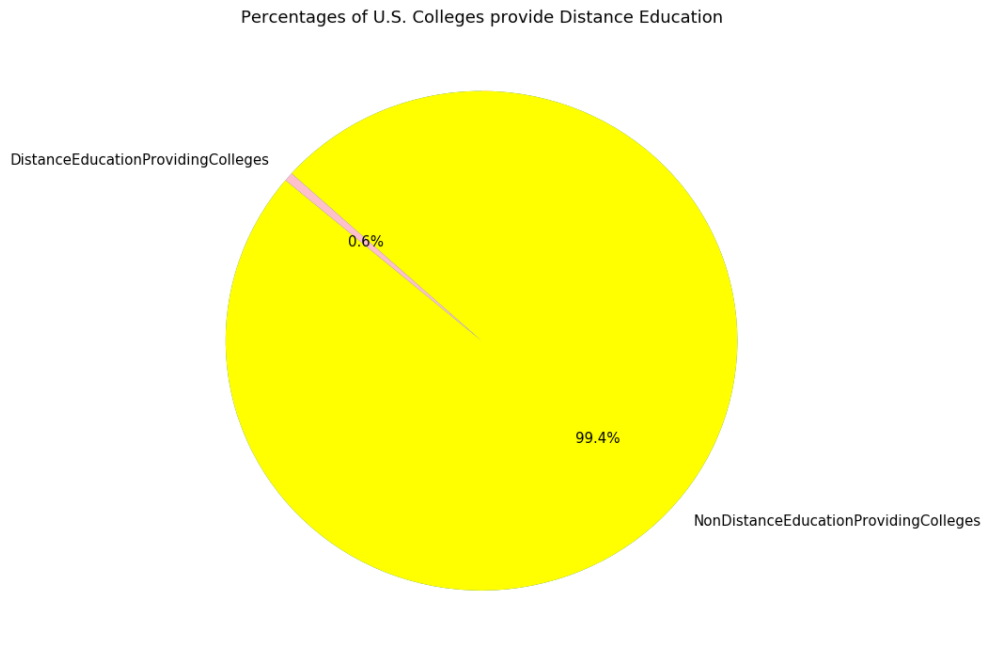 Percentages of U.S. Colleges provide Distance Education
DistanceEducationProvidingColleges
0.6%
99.4%
NonDistanceEducationProvidingColleges